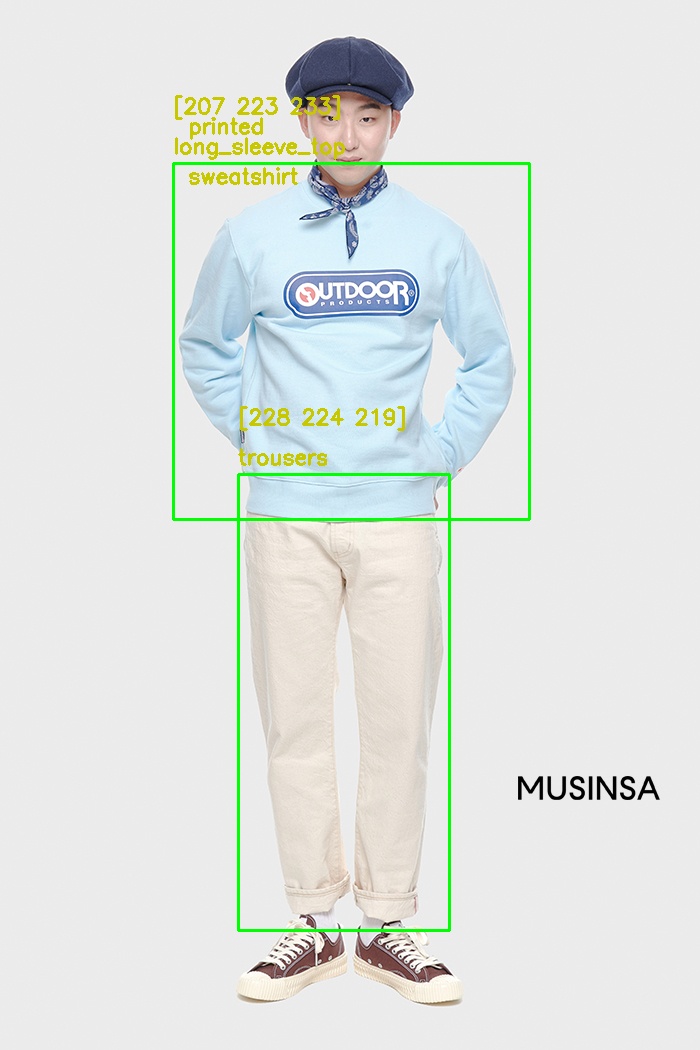 [207 223 233]
printed
long_sleeve_top
sweatshirt
OUTDOOR®
PRODUCTS
[228 224 219]
trousers
MUSINSA